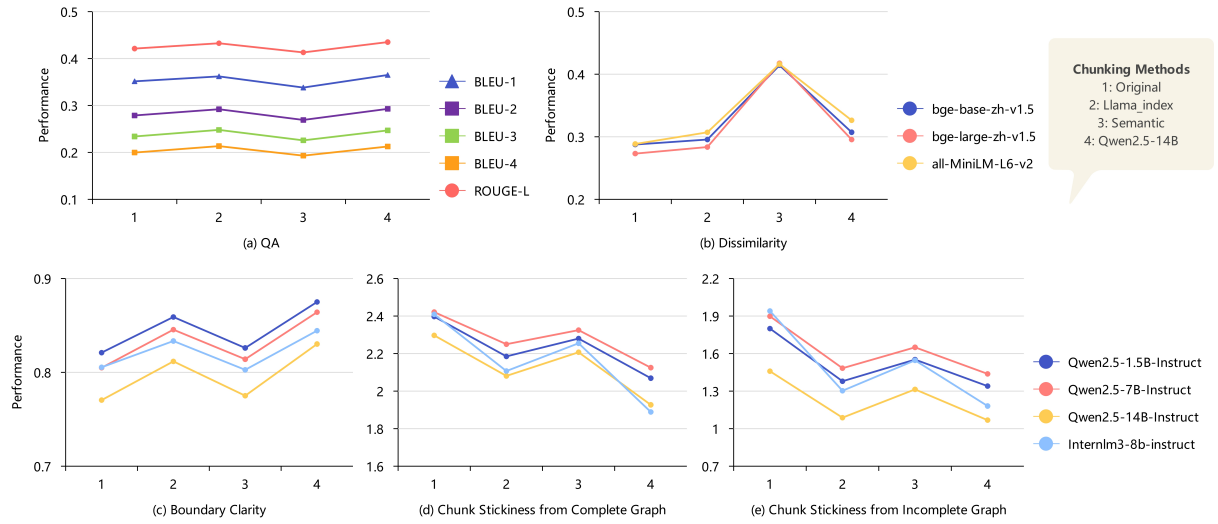 0.5
0.4
0.3
0.2
0.1
Performance
1 2 3 4
(a) QA
BLEU-1
BLEU-2
BLEU-3
BLEU-4
ROUGE-L
0.5
0.4
0.3
0.2
Performance
1 2 3 4
(b) Dissimilarity
bge-base-zh-v1.5
bge-large-zh-v1.5
all-MiniLM-L6-v2
Chunking Methods
1: Original
2: Llama_index
3: Semantic
4: Qwen2.5-14B
0.9
0.8
0.7
Performance
1 2 3 4
(c) Boundary Clarity
2.6
2.4
2.2
2
1.8
1.6
1 2 3 4
(d) Chunk Stickiness from Complete Graph
2.2
1.9
1.6
1.3
1
0.7
1 2 3 4
(e) Chunk Stickiness from Incomplete Graph
Qwen2.5-1.5B-Instruct
Qwen2.5-7B-Instruct
Qwen2.5-14B-Instruct
Internlm3-8b-instruct